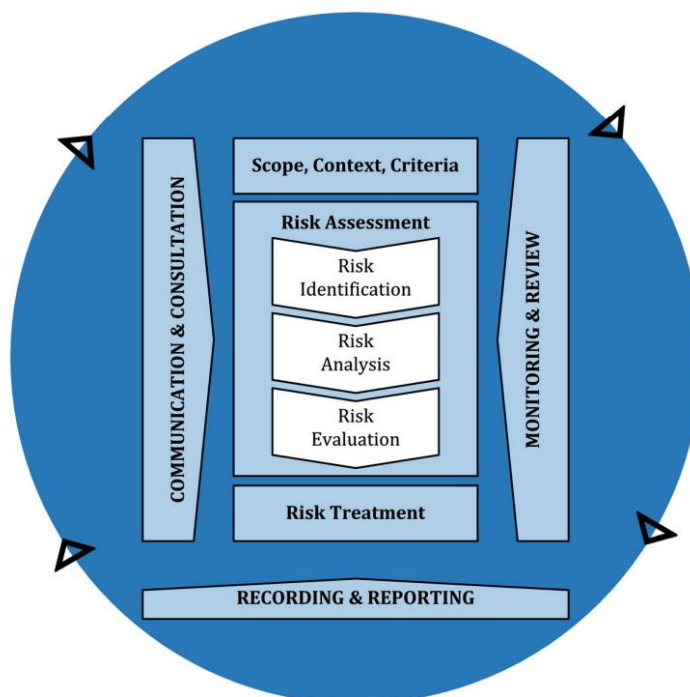 Scope, Context, Criteria
COMMUNICATION & CONSULTATION
Risk Assessment
Risk
Identification
Risk
Analysis
Risk
Evaluation
MONITORING & REVIEW
Risk Treatment
RECORDING & REPORTING